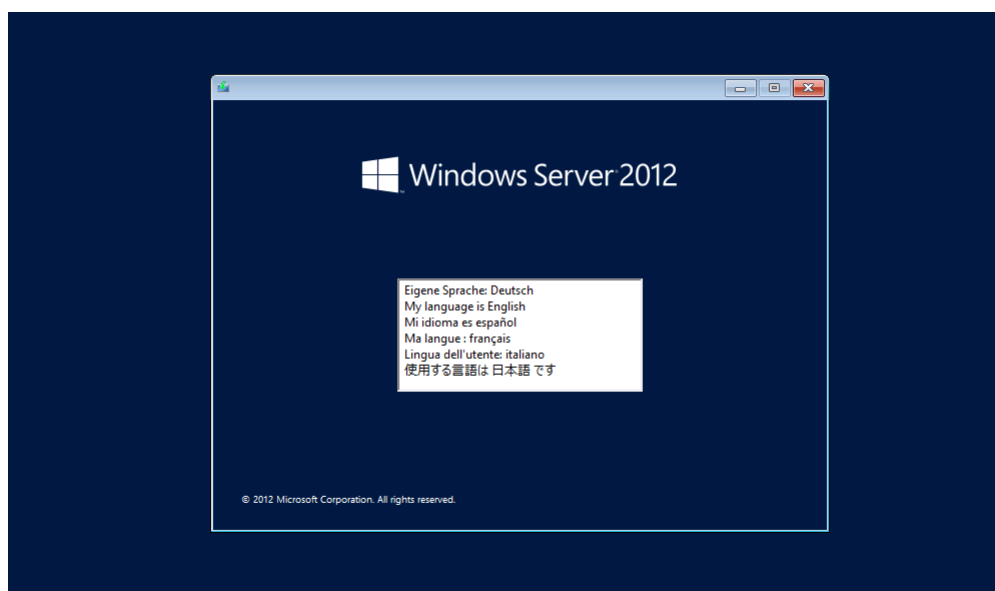 Windows Server 2012
Eigene Sprache: Deutsch
My language is English
Mi idioma es español
Ma langue : français
Lingua dell'utente: italiano
使用する言語は 日本語 です
© 2012 Microsoft Corporation. All rights reserved.